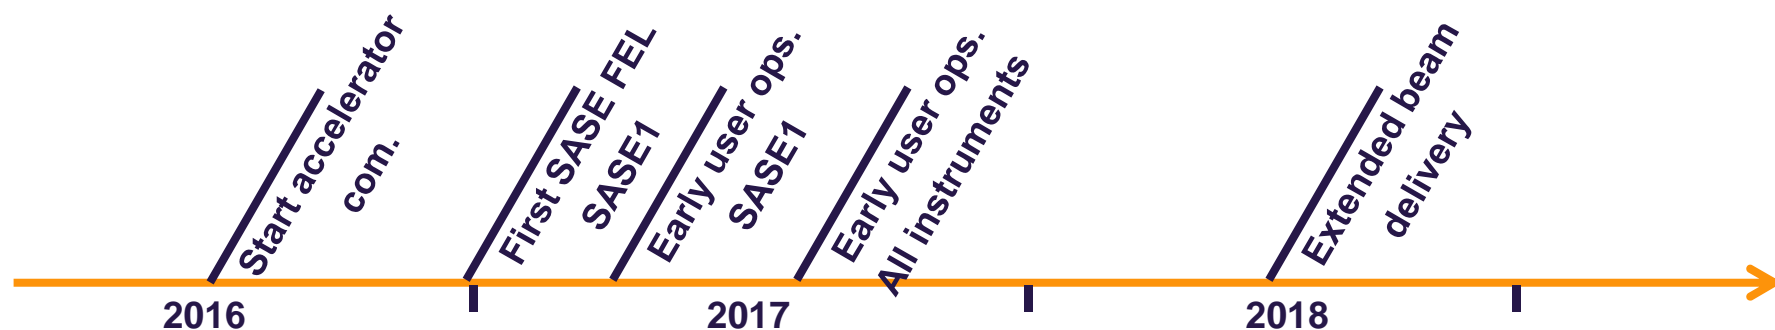 Start accelerator
com.
First SASE FEL
SASE1
Early user ops.
SASE1
Early user ops.
All instruments
Extended beam
delivery
2016
2017
2018